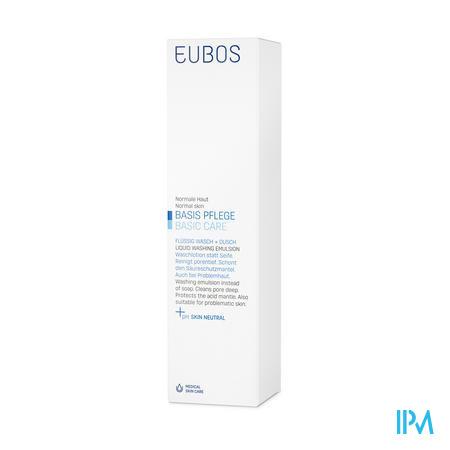 EUBOS
Normale Haut
Normal skin
BASIS PFLEGE
BASIC CARE
FLÜSSIG WASCH + DUSCH
LIQUID WASHING EMULSION
Waschlotion statt Seife.
Reinigt porentief. Schont
den Säureschutzmantel.
Auch bei Problemhaut.
Washing emulsion instead
of soap. Cleans pore deep.
Protects the acid mantle. Also
suitable for problematic skin.
pH SKIN NEUTRAL
MEDICAL
SKIN CARE
IPM